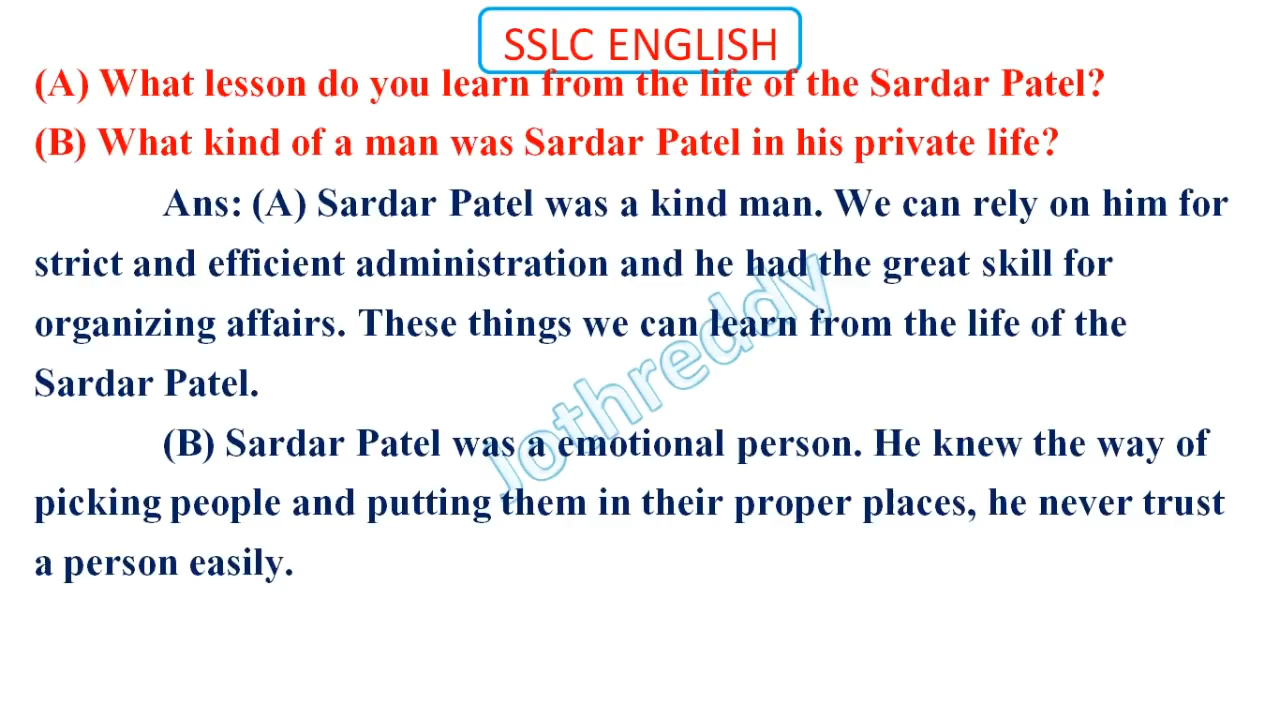 SSLC ENGLISH
(A) What lesson do you learn from the life of the Sardar Patel?
(B) What kind of a man was Sardar Patel in his private life?
Ans: (A) Sardar Patel was a kind man. We can rely on him for
strict and efficient administration and he had the great skill for
organizing affairs. These things we can learn from the life of the
Sardar Patel.
(B) Sardar Patel was a emotional person. He knew the way of
picking people and putting them in their proper places, he never trust
a person easily.
Jothreddy